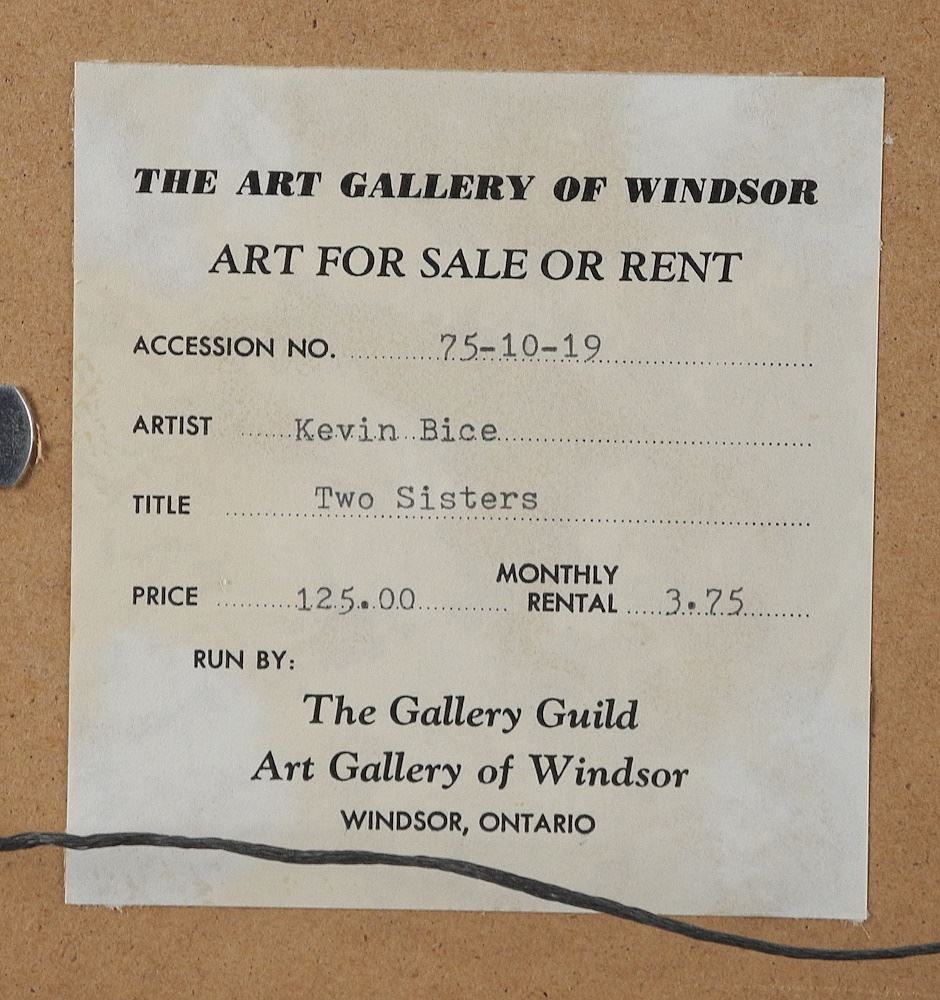 THE ART GALLERY OF WINDSOR
ART FOR SALE OR RENT
ACCESSION NO. 75-10-19
ARTIST Kevin Bice
TITLE Two Sisters
PRICE 125.00 MONTHLY RENTAL 3.75
RUN BY:
The Gallery Guild
Art Gallery of Windsor
WINDSOR, ONTARIO